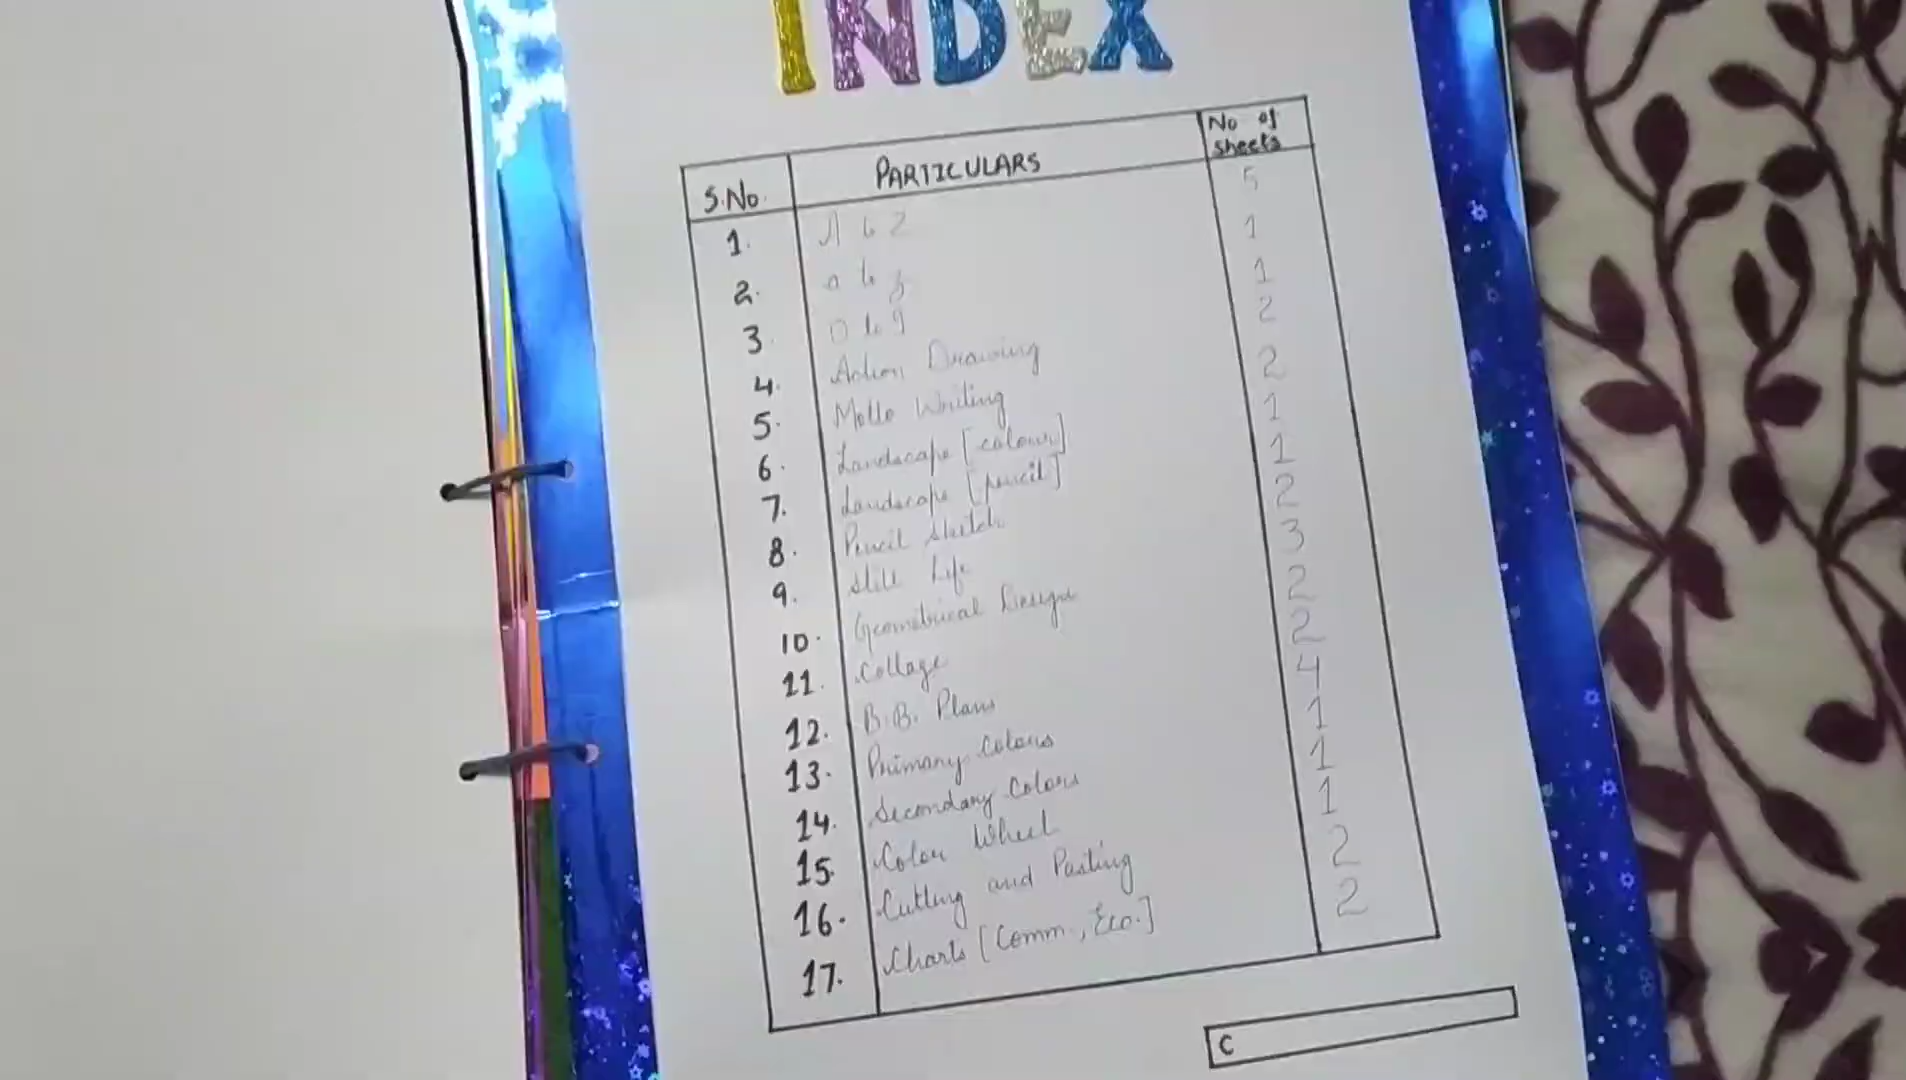 INDEX
S.No. PARTICULARS No of sheets
1. A to Z 5
2. a to z 1
3. 0 to 9 1
4. Action Drawing 2
5. Motto Writing 2
6. Landscape [colour] 1
7. Landscape [pencil] 1
8. Pencil Sketch 2
9. Still Life 3
10. Geometrical Design 2
11. Collage 2
12. B.B. Plans 4
13. Primary Colours 1
14. Secondary Colors 1
15. Color Wheel 1
16. Cutting and Pasting 2
17. Charts [Comm., Eco.] 2
C